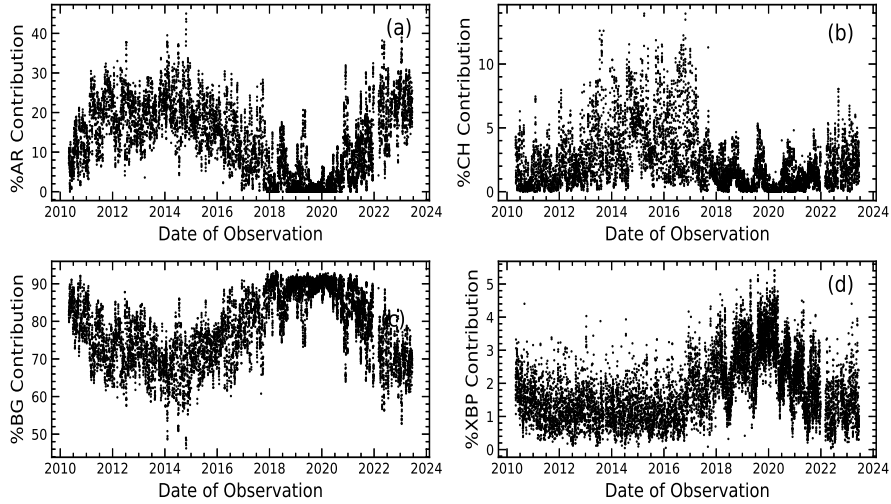 (a)
%AR Contribution
40
30
20
10
0
2010 2012 2014 2016 2018 2020 2022 2024
Date of Observation
(b)
%CH Contribution
10
5
0
2010 2012 2014 2016 2018 2020 2022 2024
Date of Observation
(c)
%BG Contribution
90
80
70
60
50
2010 2012 2014 2016 2018 2020 2022 2024
Date of Observation
(d)
%XBP Contribution
5
4
3
2
1
0
2010 2012 2014 2016 2018 2020 2022 2024
Date of Observation